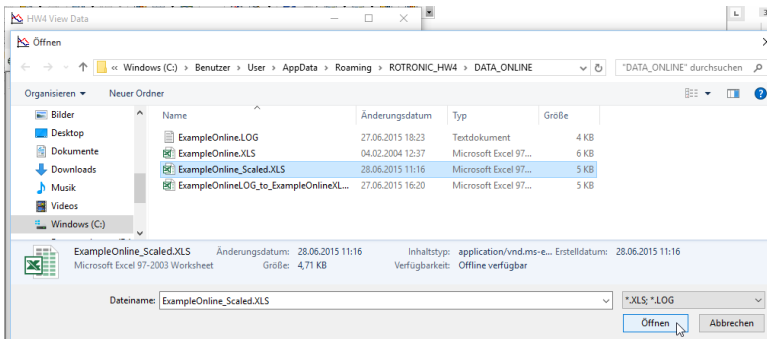 HW4 View Data
Öffnen
« Windows (C:) › Benutzer › User › AppData › Roaming › ROTRONIC_HW4 › DATA_ONLINE
"DATA_ONLINE" durchsuchen
Organisieren Neuer Ordner
Bilder
Desktop
Dokumente
Downloads
Musik
Videos
Windows (C:)
Name Änderungsdatum Typ Größe
ExampleOnline.LOG 27.06.2015 18:23 Textdokument 4 KB
ExampleOnline.XLS 04.02.2004 12:37 Microsoft Excel 97... 6 KB
ExampleOnline_Scaled.XLS 28.06.2015 11:16 Microsoft Excel 97... 5 KB
ExampleOnlineLOG_to_ExampleOnlineXL... 27.06.2015 16:20 Microsoft Excel 97... 5 KB
ExampleOnline_Scaled.XLS Änderungsdatum: 28.06.2015 11:16 Inhaltstyp: application/vnd.ms-e... Erstelldatum: 28.06.2015 11:16
Microsoft Excel 97-2003 Worksheet Größe: 4,71 KB Verfügbarkeit: Offline verfügbar
Dateiname: ExampleOnline_Scaled.XLS *.XLS; *.LOG
Öffnen Abbrechen